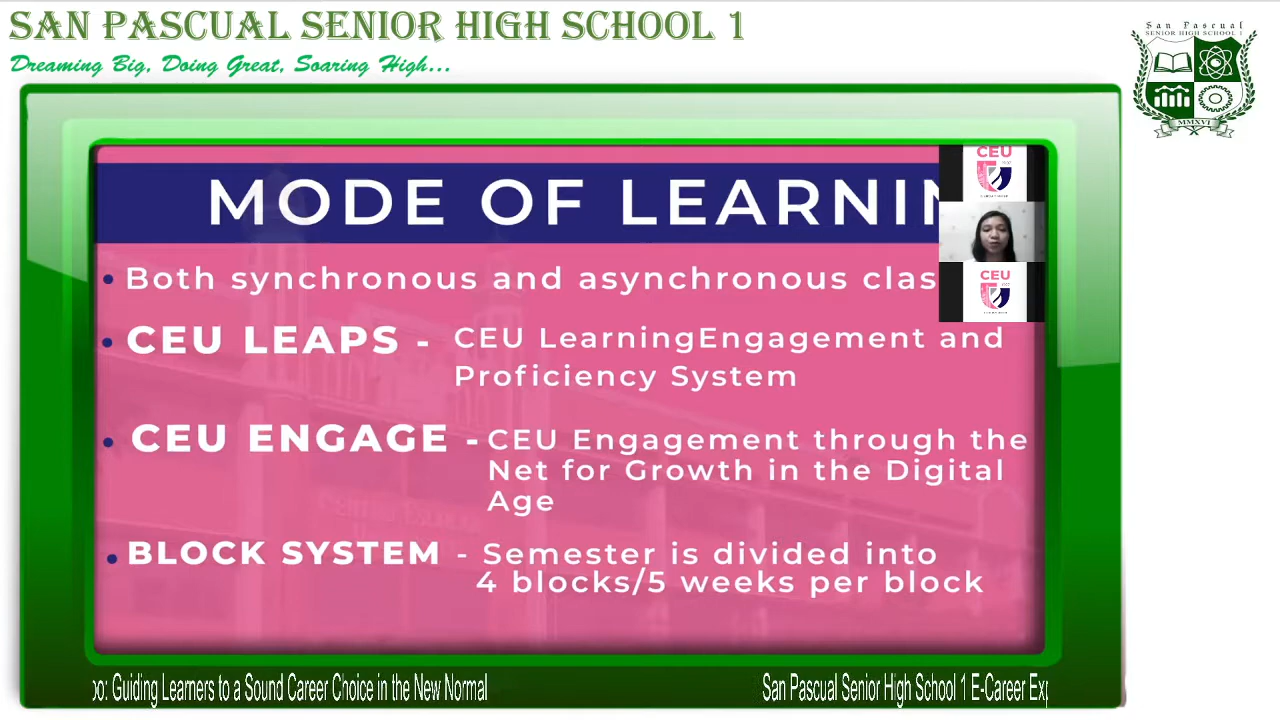 SAN PASCUAL SENIOR HIGH SCHOOL 1
Dreaming Big, Doing Great, Soaring High...
San Pascual
SENIOR HIGH SCHOOL 1
MMXVI
MODE OF LEARNIN
CEU
• Both synchronous and asynchronous clas
CEU
• CEU LEAPS - CEU LearningEngagement and
Proficiency System
• CEU ENGAGE - CEU Engagement through the
Net for Growth in the Digital
Age
• BLOCK SYSTEM - Semester is divided into
4 blocks/5 weeks per block
oo: Guiding Learners to a Sound Career Choice in the New Normal
San Pascual Senior High School 1 E-Career Exp